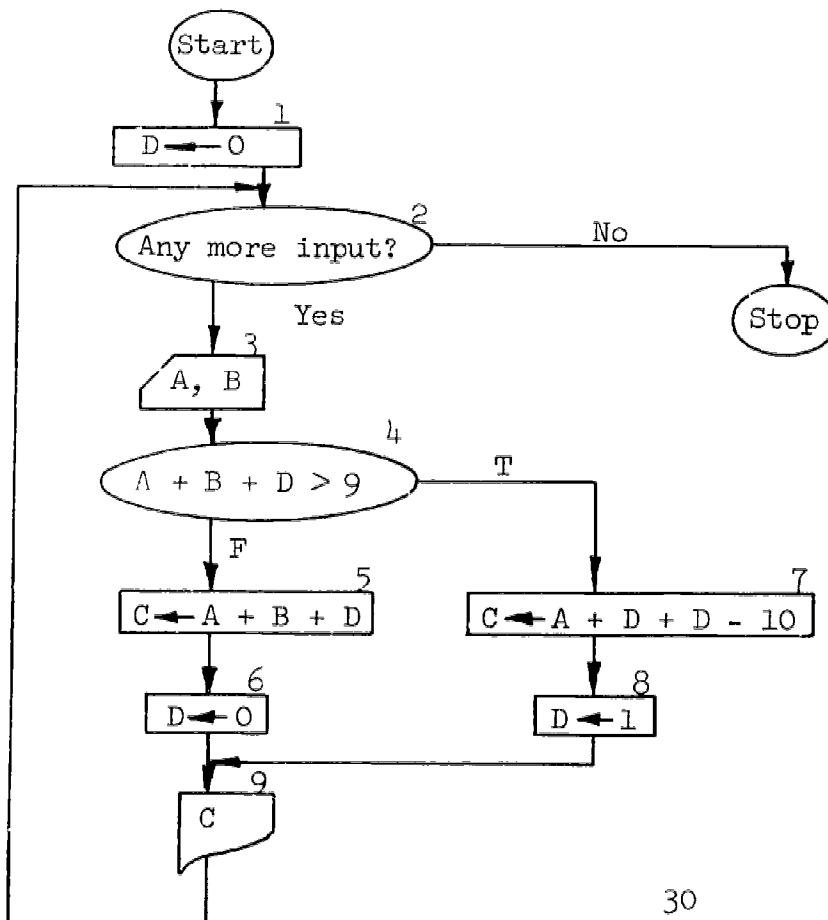 Start
1
D ← 0
2
Any more input?
No
Stop
Yes
3
A, B
4
A + B + D > 9
T
F
5
C ← A + B + D
7
C ← A + D + D - 10
6
D ← 0
8
D ← 1
9
C
30